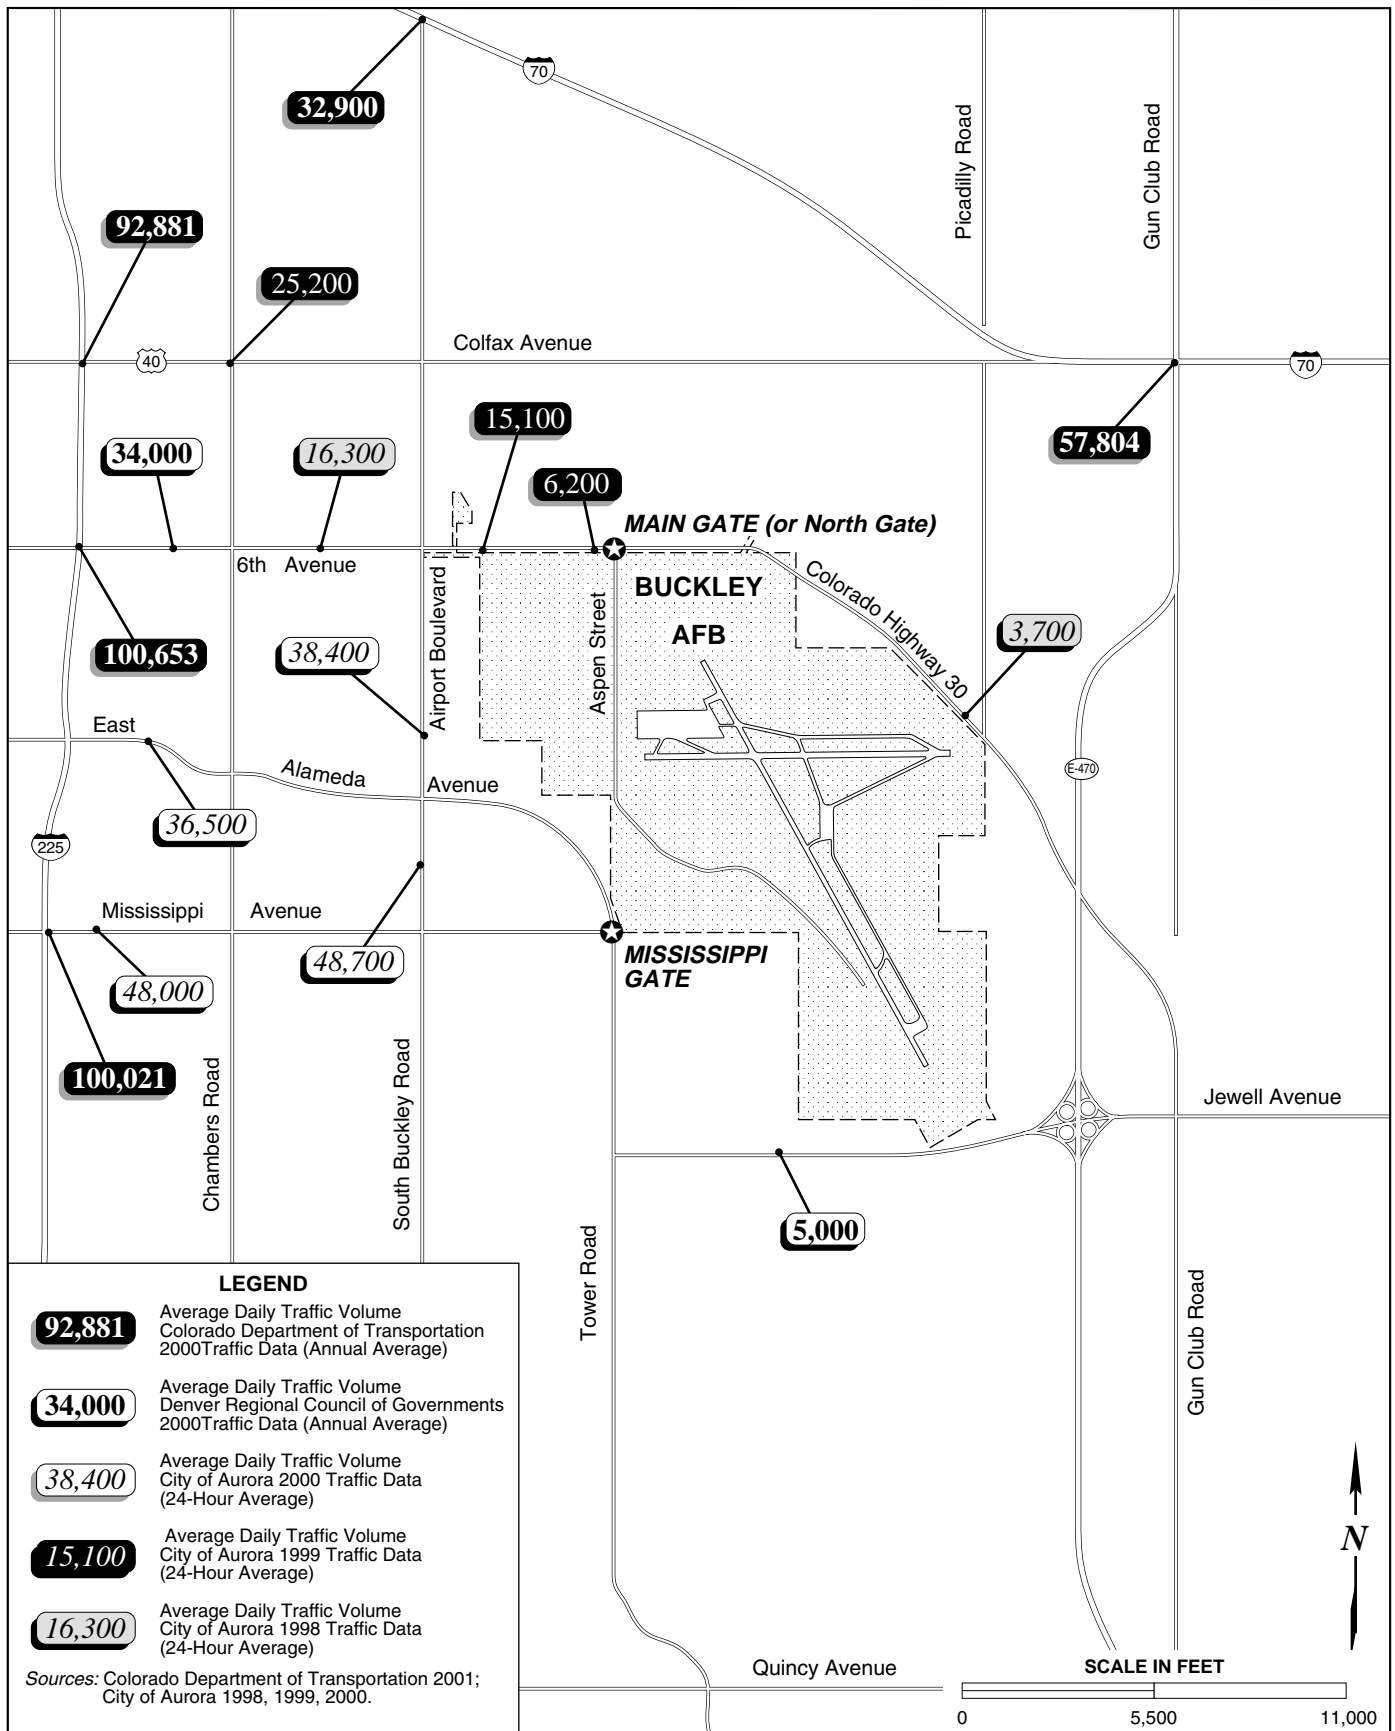 70
32,900
Picadilly Road
Gun Club Road
92,881
25,200
Colfax Avenue
40
70
15,100
34,000
16,300
57,804
6,200
MAIN GATE (or North Gate)
6th Avenue
BUCKLEY
AFB
Colorado Highway 30
Airport Boulevard
Aspen Street
3,700
100,653
38,400
East
Alameda
Avenue
E-470
36,500
225
Mississippi Avenue
48,700
MISSISSIPPI
GATE
48,000
100,021
Chambers Road
South Buckley Road
Jewell Avenue
5,000
Tower Road
Gun Club Road
LEGEND
92,881
Average Daily Traffic Volume
Colorado Department of Transportation
2000Traffic Data (Annual Average)
34,000
Average Daily Traffic Volume
Denver Regional Council of Governments
2000Traffic Data (Annual Average)
38,400
Average Daily Traffic Volume
City of Aurora 2000 Traffic Data
(24-Hour Average)
15,100
Average Daily Traffic Volume
City of Aurora 1999 Traffic Data
(24-Hour Average)
16,300
Average Daily Traffic Volume
City of Aurora 1998 Traffic Data
(24-Hour Average)
Sources: Colorado Department of Transportation 2001;
City of Aurora 1998, 1999, 2000.
Quincy Avenue
N
SCALE IN FEET
0 5,500 11,000